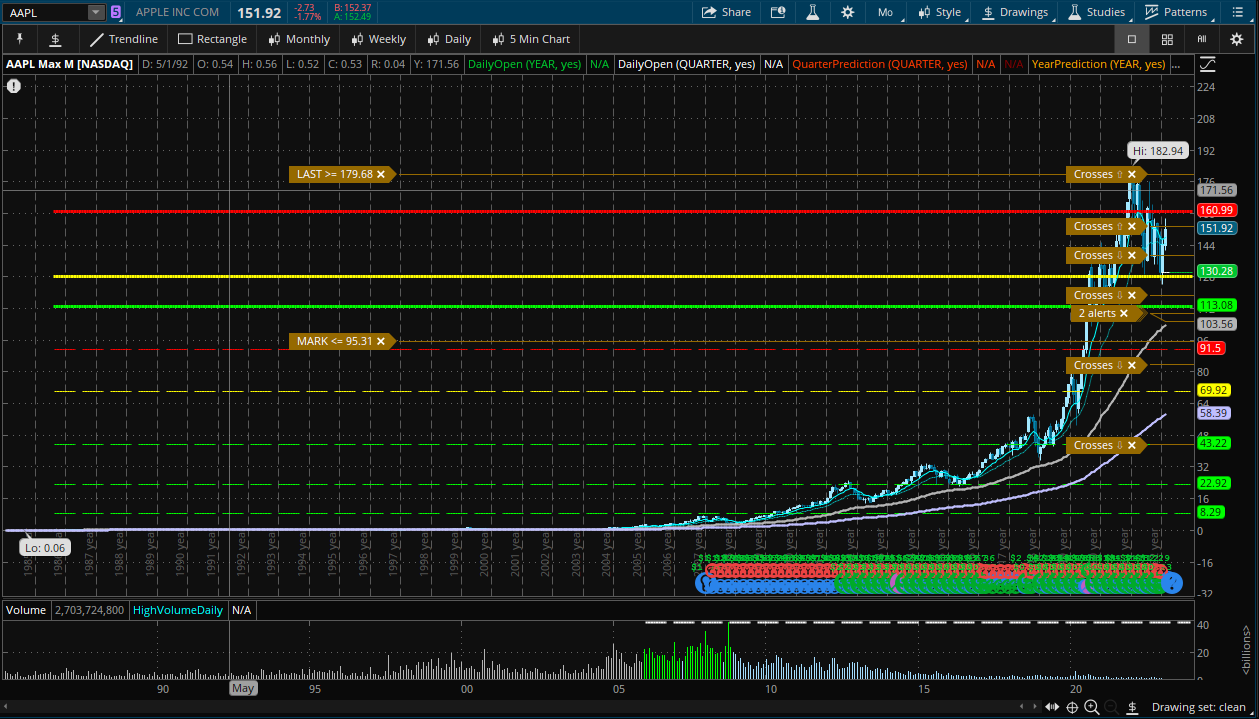 AAPL 5 APPLE INC COM 151.92 -2.73 -1.77% B: 152.37 A: 152.49 Share Mo Style $ Drawings Studies Patterns
$ Trendline Rectangle Monthly Weekly Daily 5 Min Chart All
AAPL Max M [NASDAQ] D: 5/1/92 O: 0.54 H: 0.56 L: 0.52 C: 0.53 R: 0.04 Y: 171.56 DailyOpen (YEAR, yes) N/A DailyOpen (QUARTER, yes) N/A QuarterPrediction (QUARTER, yes) N/A N/A YearPrediction (YEAR, yes) ...
224
208
Hi: 182.94 192
LAST >= 179.68 Crosses 176
171.56
160.99
Crosses 151.92
144
Crosses
130.28
Crosses
113.08
2 alerts
103.56
MARK <= 95.31
91.5
Crosses 80
69.92
64
58.39
Crosses 43.22
32
22.92
16
8.29
0
Lo: 0.06
1987 year 1988 year 1989 year 1990 year 1991 year 1992 year 1993 year 1994 year 1995 year 1996 year 1997 year 1998 year 1999 year 2000 year 2001 year 2002 year 2003 year 2004 year 2005 year 2006 year
-16
-32
Volume 2,703,724,800 HighVolumeDaily N/A
40
20
<billions>
90 May 95 00 05 10 15 20
$ Drawing set: clean